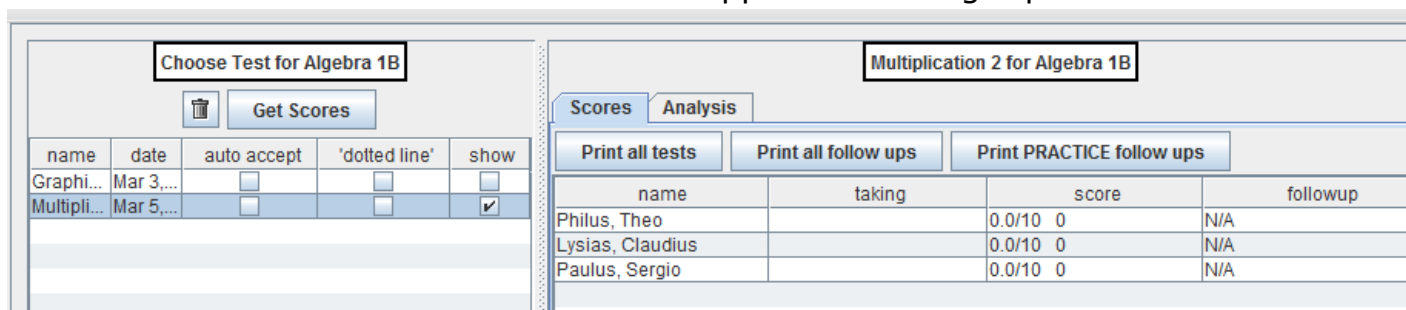 Choose Test for Algebra 1B
Get Scores
name date auto accept 'dotted line' show
Graphi... Mar 3,...
Multipli... Mar 5,...
Multiplication 2 for Algebra 1B
Scores Analysis
Print all tests Print all follow ups Print PRACTICE follow ups
name taking score followup
Philus, Theo 0.0/10 0 N/A
Lysias, Claudius 0.0/10 0 N/A
Paulus, Sergio 0.0/10 0 N/A